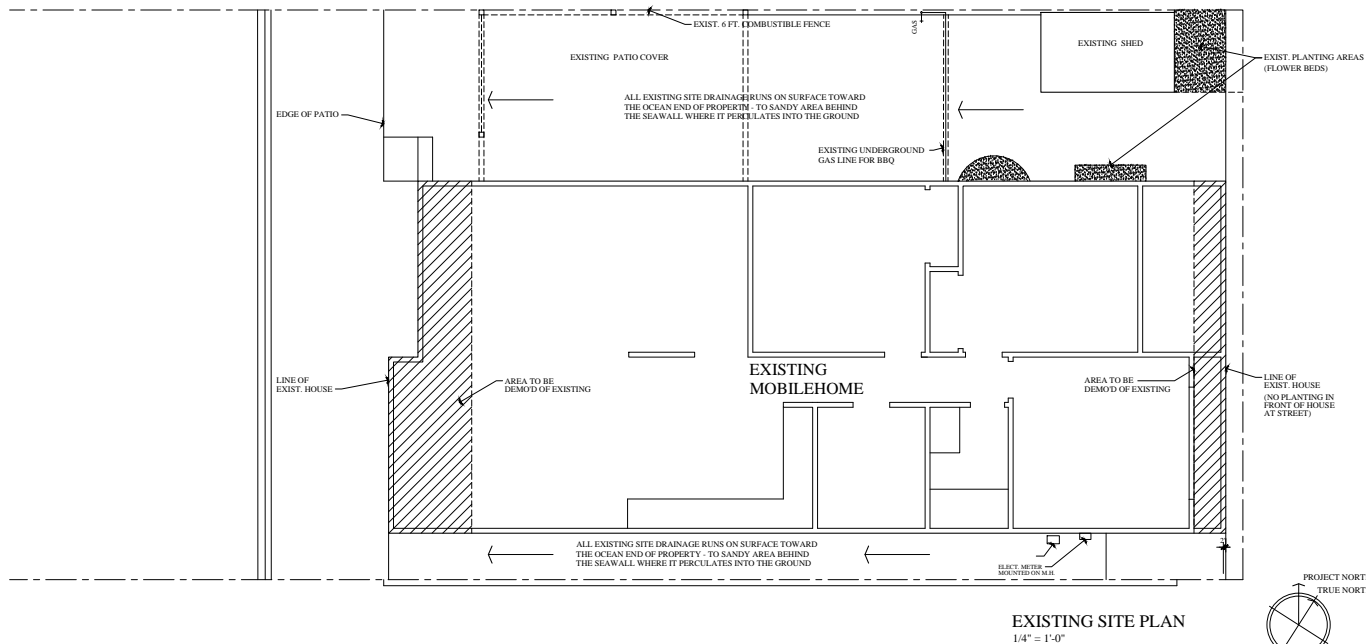 EXIST. 6 FT. COMBUSTIBLE FENCE
GAS
EXISTING SHED
EXISTING PATIO COVER
EXIST. PLANTING AREAS
(FLOWER BEDS)
ALL EXISTING SITE DRAINAGE RUNS ON SURFACE TOWARD
THE OCEAN END OF PROPERTY - TO SANDY AREA BEHIND
THE SEAWALL WHERE IT PERCULATES INTO THE GROUND
EDGE OF PATIO
EXISTING UNDERGROUND
GAS LINE FOR BBQ
EXISTING
MOBILEHOME
LINE OF
EXIST. HOUSE
AREA TO BE
DEMO'D OF EXISTING
AREA TO BE
DEMO'D OF EXISTING
LINE OF
EXIST. HOUSE
(NO PLANTING IN
FRONT OF HOUSE
AT STREET)
ALL EXISTING SITE DRAINAGE RUNS ON SURFACE TOWARD
THE OCEAN END OF PROPERTY - TO SANDY AREA BEHIND
THE SEAWALL WHERE IT PERCULATES INTO THE GROUND
ELECT. METER
MOUNTED ON M.H.
PROJECT NORT
TRUE NORT
EXISTING SITE PLAN
1/4" = 1'-0"